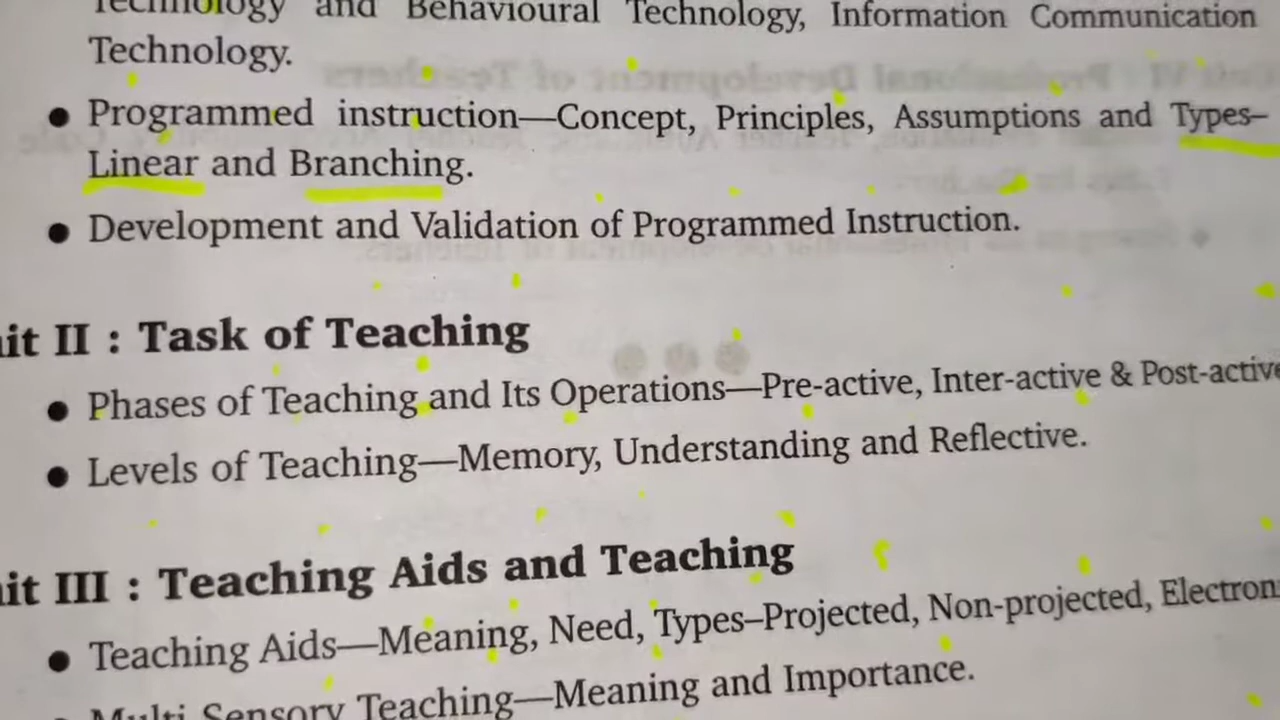 Technology and Behavioural Technology, Information Communication
Technology.
● Programmed instruction—Concept, Principles, Assumptions and Types–
Linear and Branching.
● Development and Validation of Programmed Instruction.
II : Task of Teaching
● Phases of Teaching and Its Operations—Pre-active, Inter-active & Post-active
● Levels of Teaching—Memory, Understanding and Reflective.
III : Teaching Aids and Teaching
● Teaching Aids—Meaning, Need, Types–Projected, Non-projected, Electron
● Multi Sensory Teaching—Meaning and Importance.